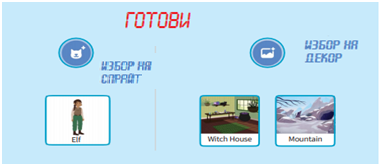 ГОТОВИ
ИЗБОР НА
СПРАЙТ
ИЗБОР НА
ДЕКОР
Elf
Witch House
Mountain